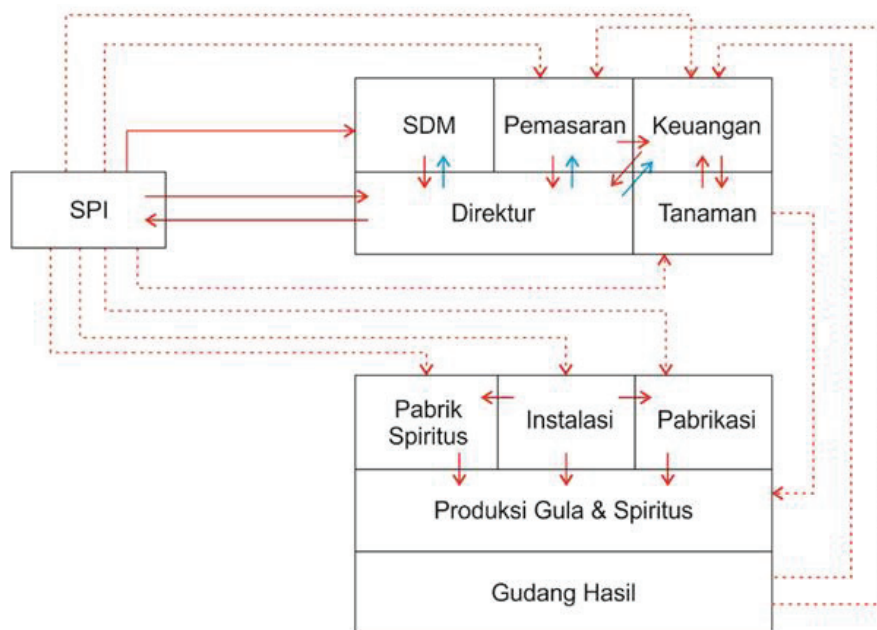 SDM
Pemasaran
Keuangan
SPI
Direktur
Tanaman
Pabrik
Spiritus
Instalasi
Pabrikasi
Produksi Gula & Spiritus
Gudang Hasil